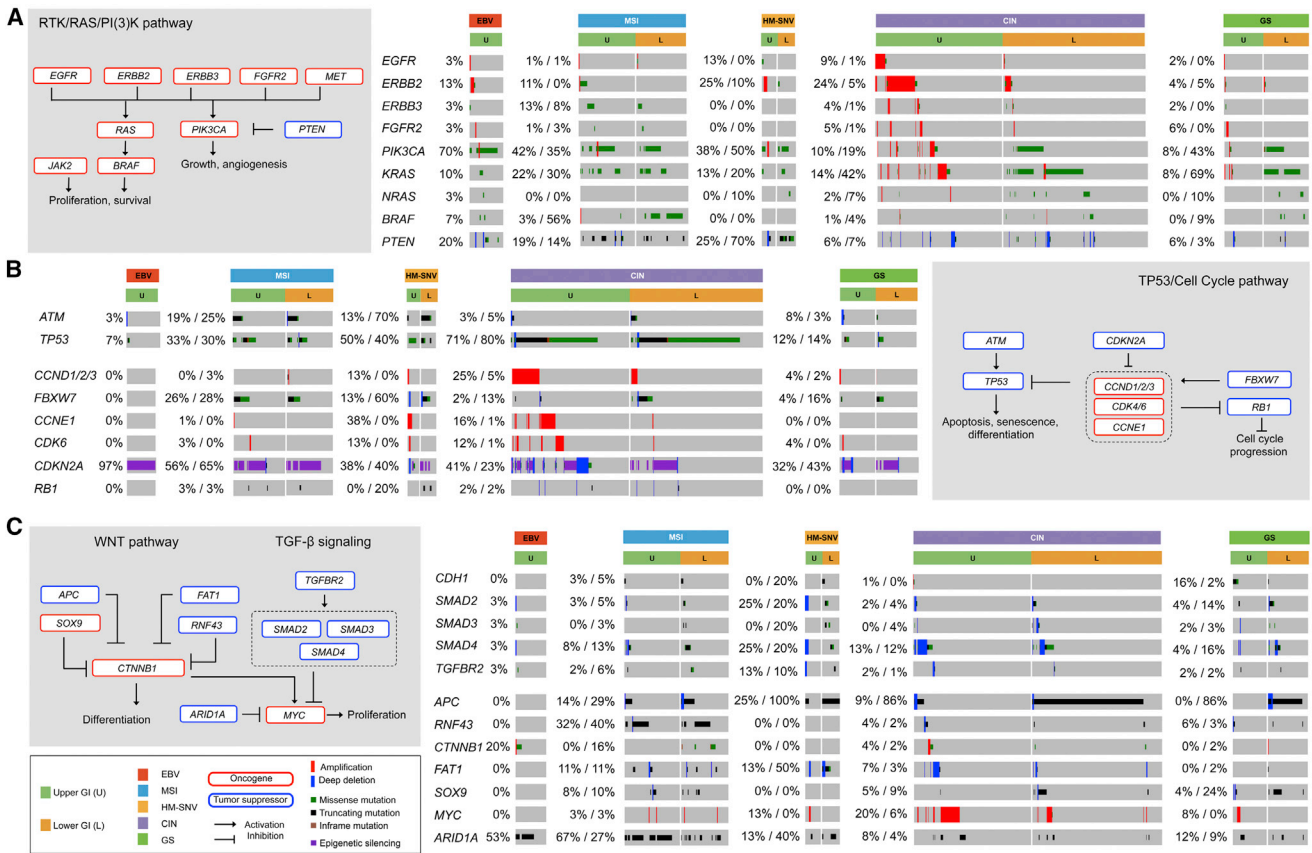 A
RTK/RAS/PI(3)K pathway
EGFR ERBB2 ERBB3 FGFR2 MET
RAS PIK3CA PTEN
JAK2 BRAF Growth, angiogenesis
Proliferation, survival
EBV MSI HM-SNV CIN GS
U U L U L U L U L
EGFR 3% 1% / 1% 13% / 0% 9% / 1% 2% / 0%
ERBB2 13% 11% / 0% 25% /10% 24% / 5% 4% / 5%
ERBB3 3% 13% / 8% 0% / 0% 4% /1% 2% / 0%
FGFR2 3% 1% / 3% 0% / 0% 5% / 1% 6% / 0%
PIK3CA 70% 42% / 35% 38% / 50% 10% /19% 8% / 43%
KRAS 10% 22% / 30% 13% / 20% 14% / 42% 8% / 69%
NRAS 3% 0% / 0% 0% / 10% 2% / 7% 0% / 10%
BRAF 7% 3% / 56% 0% / 0% 1% / 4% 0% / 9%
PTEN 20% 19% / 14% 25% / 70% 6% / 7% 6% / 3%
B
EBV MSI HM-SNV CIN GS
U U L U L U L U L
ATM 3% 19% / 25% 13% / 70% 3% / 5% 8% / 3%
TP53 7% 33% / 30% 50% / 40% 71% / 80% 12% / 14%
CCND1/2/3 0% 0% / 3% 13% / 0% 25% / 5% 4% / 2%
FBXW7 0% 26% / 28% 13% / 60% 2% / 13% 4% / 16%
CCNE1 0% 1% / 0% 38% / 0% 16% / 1% 0% / 0%
CDK6 0% 3% / 0% 13% / 0% 12% / 1% 4% / 0%
CDKN2A 97% 56% / 65% 38% / 40% 41% / 23% 32% / 43%
RB1 0% 3% / 3% 0% / 20% 2% / 2% 0% / 0%
TP53/Cell Cycle pathway
ATM CDKN2A
TP53 CCND1/2/3 FBXW7
CDK4/6 RB1
CCNE1
Apoptosis, senescence,
differentiation
Cell cycle
progression
C
WNT pathway TGF-β signaling
APC FAT1 TGFBR2
SOX9 RNF43 SMAD2 SMAD3
SMAD4
CTNNB1
Differentiation ARID1A MYC Proliferation
EBV MSI HM-SNV CIN GS
U U L U L U L U L
CDH1 0% 3% / 5% 0% / 20% 1% / 0% 16% / 2%
SMAD2 3% 3% / 5% 25% / 20% 2% / 4% 4% / 14%
SMAD3 3% 0% / 3% 0% / 20% 0% / 4% 2% / 3%
SMAD4 3% 8% / 13% 25% / 20% 13% / 12% 4% / 16%
TGFBR2 3% 2% / 6% 13% / 10% 2% / 1% 2% / 2%
APC 0% 14% / 29% 25% / 100% 9% / 86% 0% / 86%
RNF43 0% 32% / 40% 0% / 0% 4% / 2% 6% / 3%
CTNNB1 20% 0% / 16% 0% / 0% 4% / 2% 0% / 2%
FAT1 0% 11% / 11% 13% / 50% 7% / 3% 0% / 2%
SOX9 0% 8% / 10% 0% / 0% 5% / 9% 4% / 24%
MYC 0% 3% / 3% 13% / 0% 20% / 6% 8% / 0%
ARID1A 53% 67% / 27% 13% / 40% 8% / 4% 12% / 9%
Upper GI (U)
Lower GI (L)
EBV
MSI
HM-SNV
CIN
GS
Oncogene
Tumor suppressor
Activation
Inhibition
Amplification
Deep deletion
Missense mutation
Truncating mutation
Inframe mutation
Epigenetic silencing